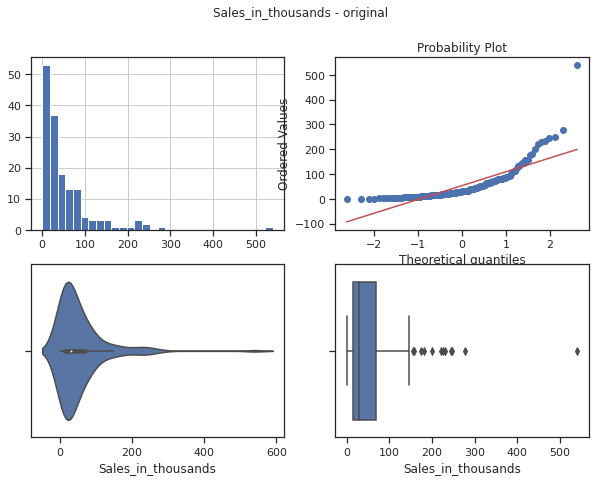 Sales_in_thousands - original
Probability Plot
50
40
30
20
10
0
0 100 200 300 400 500
Ordered Values
500
400
300
200
100
0
−100
−2 −1 0 1 2
Theoretical quantiles
0 200 400 600
Sales_in_thousands
0 100 200 300 400 500
Sales_in_thousands